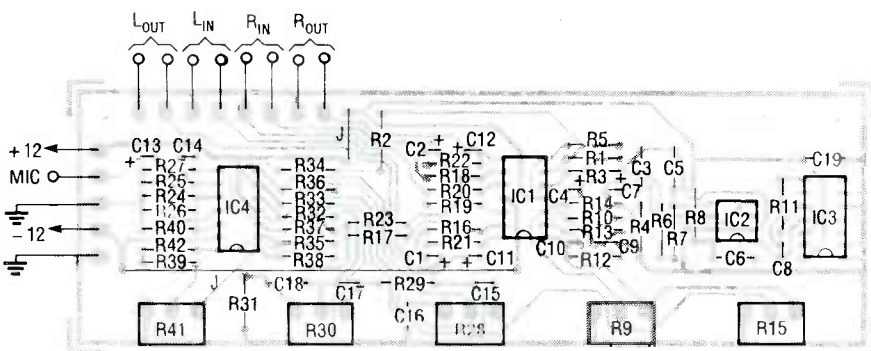 LOUT LIN RIN ROUT
+12
MIC
-12
C13 C14
+
R27
R25
R24
R26
R40
R42
R39
IC4
R34
R36
R33
R32
R37
R35
R38
J
R2
R23
R17
C2 + + C12
R22
R18
R20
R19
R16
R21
C1 + + C11
IC1
R5
R1
R3
+ +
C4 C7
R14
R10
R13
C10 C9
R12
C3 C5
R4 R6 R7 R8
IC2
C6
R11
C8
C19
IC3
J
R31
C18
C17
R29
C16
C15
R41 R30 R28 R9 R15